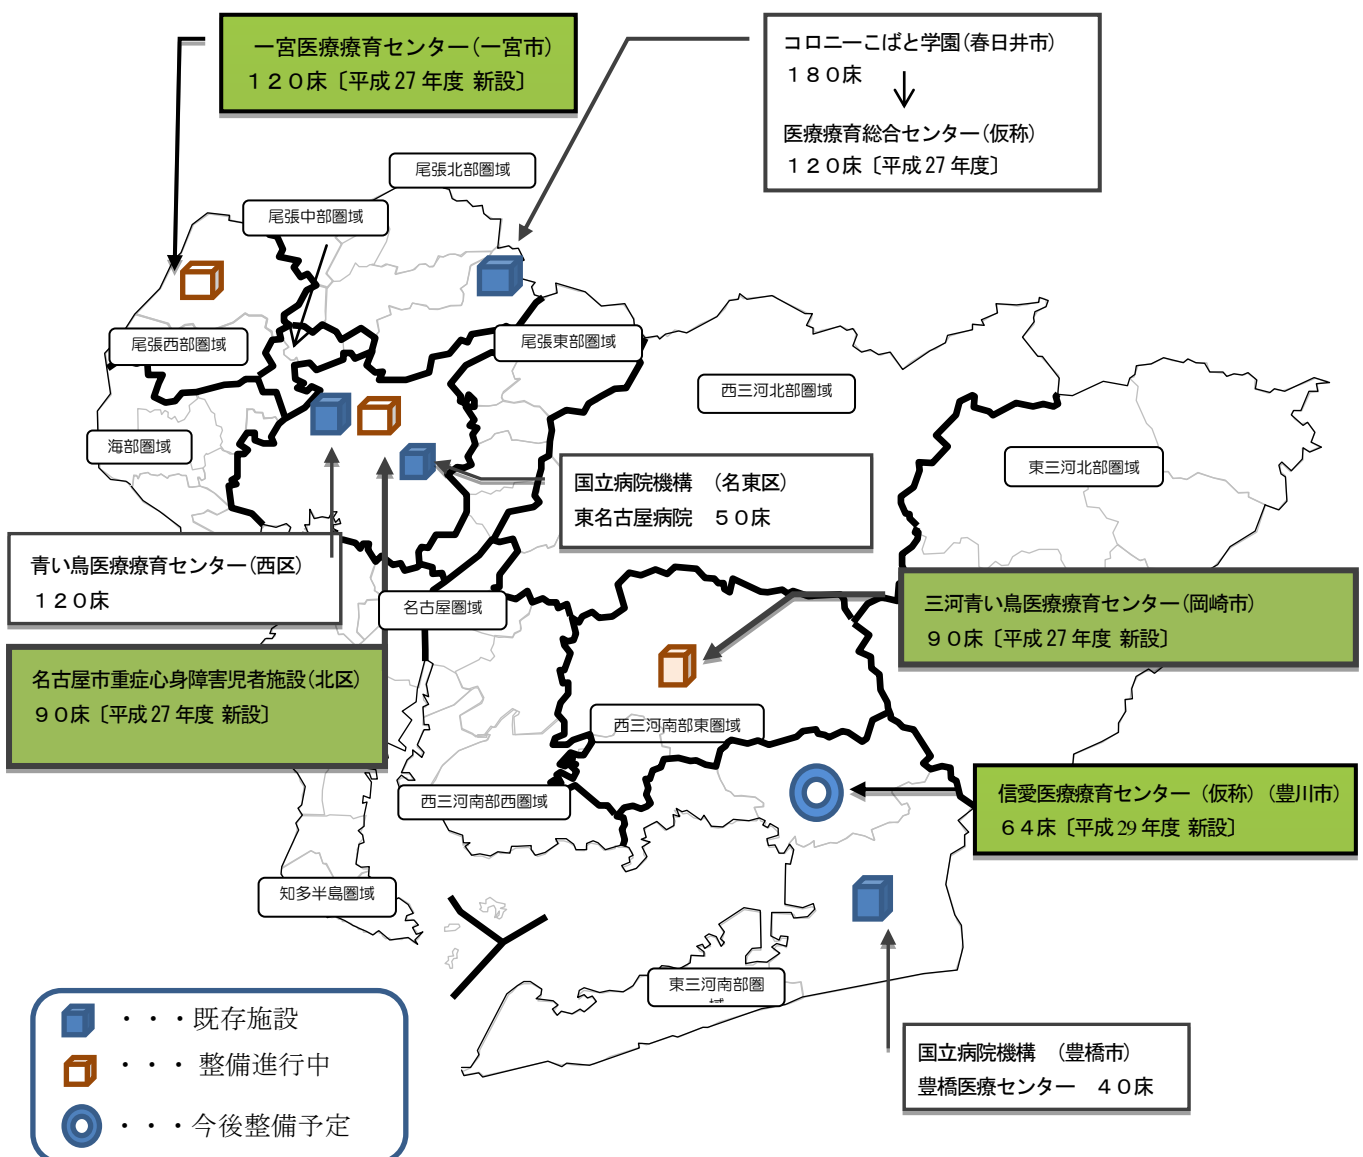 一宮医療療育センター(一宮市)
１２０床〔平成27年度 新設〕
コロニーこばと学園(春日井市)
１８０床
医療療育総合センター(仮称)
１２０床〔平成27年度〕
尾張北部圏域
尾張中部圏域
尾張西部圏域
尾張東部圏域
西三河北部圏域
海部圏域
東三河北部圏域
国立病院機構 (名東区)
東名古屋病院 ５０床
青い鳥医療療育センター(西区)
１２０床
名古屋圏域
三河青い鳥医療療育センター(岡崎市)
９０床〔平成27年度 新設〕
名古屋市重症心身障害児者施設(北区)
９０床〔平成27年度 新設〕
西三河南部東圏域
西三河南部西圏域
信愛医療療育センター（仮称）(豊川市)
６４床〔平成29年度 新設〕
知多半島圏域
東三河南部圏
域
国立病院機構 (豊橋市)
豊橋医療センター ４０床
・・・既存施設
・・・整備進行中
・・・今後整備予定